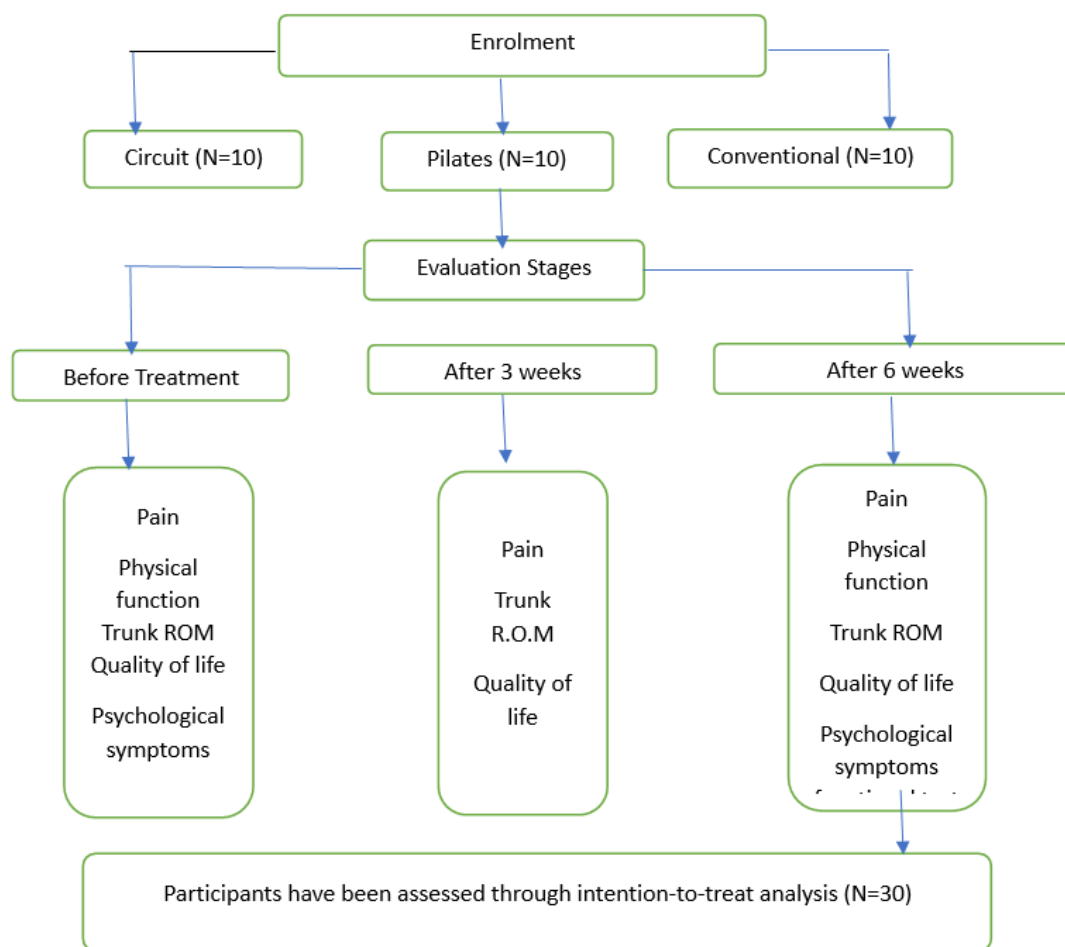 Enrolment
Circuit (N=10)
Pilates (N=10)
Conventional (N=10)
Evaluation Stages
Before Treatment
After 3 weeks
After 6 weeks
Pain
Physical
function
Trunk ROM
Quality of life
Psychological
symptoms
Pain
Trunk
R.O.M
Quality of
life
Pain
Physical
function
Trunk ROM
Quality of life
Psychological
symptoms
Participants have been assessed through intention-to-treat analysis (N=30)